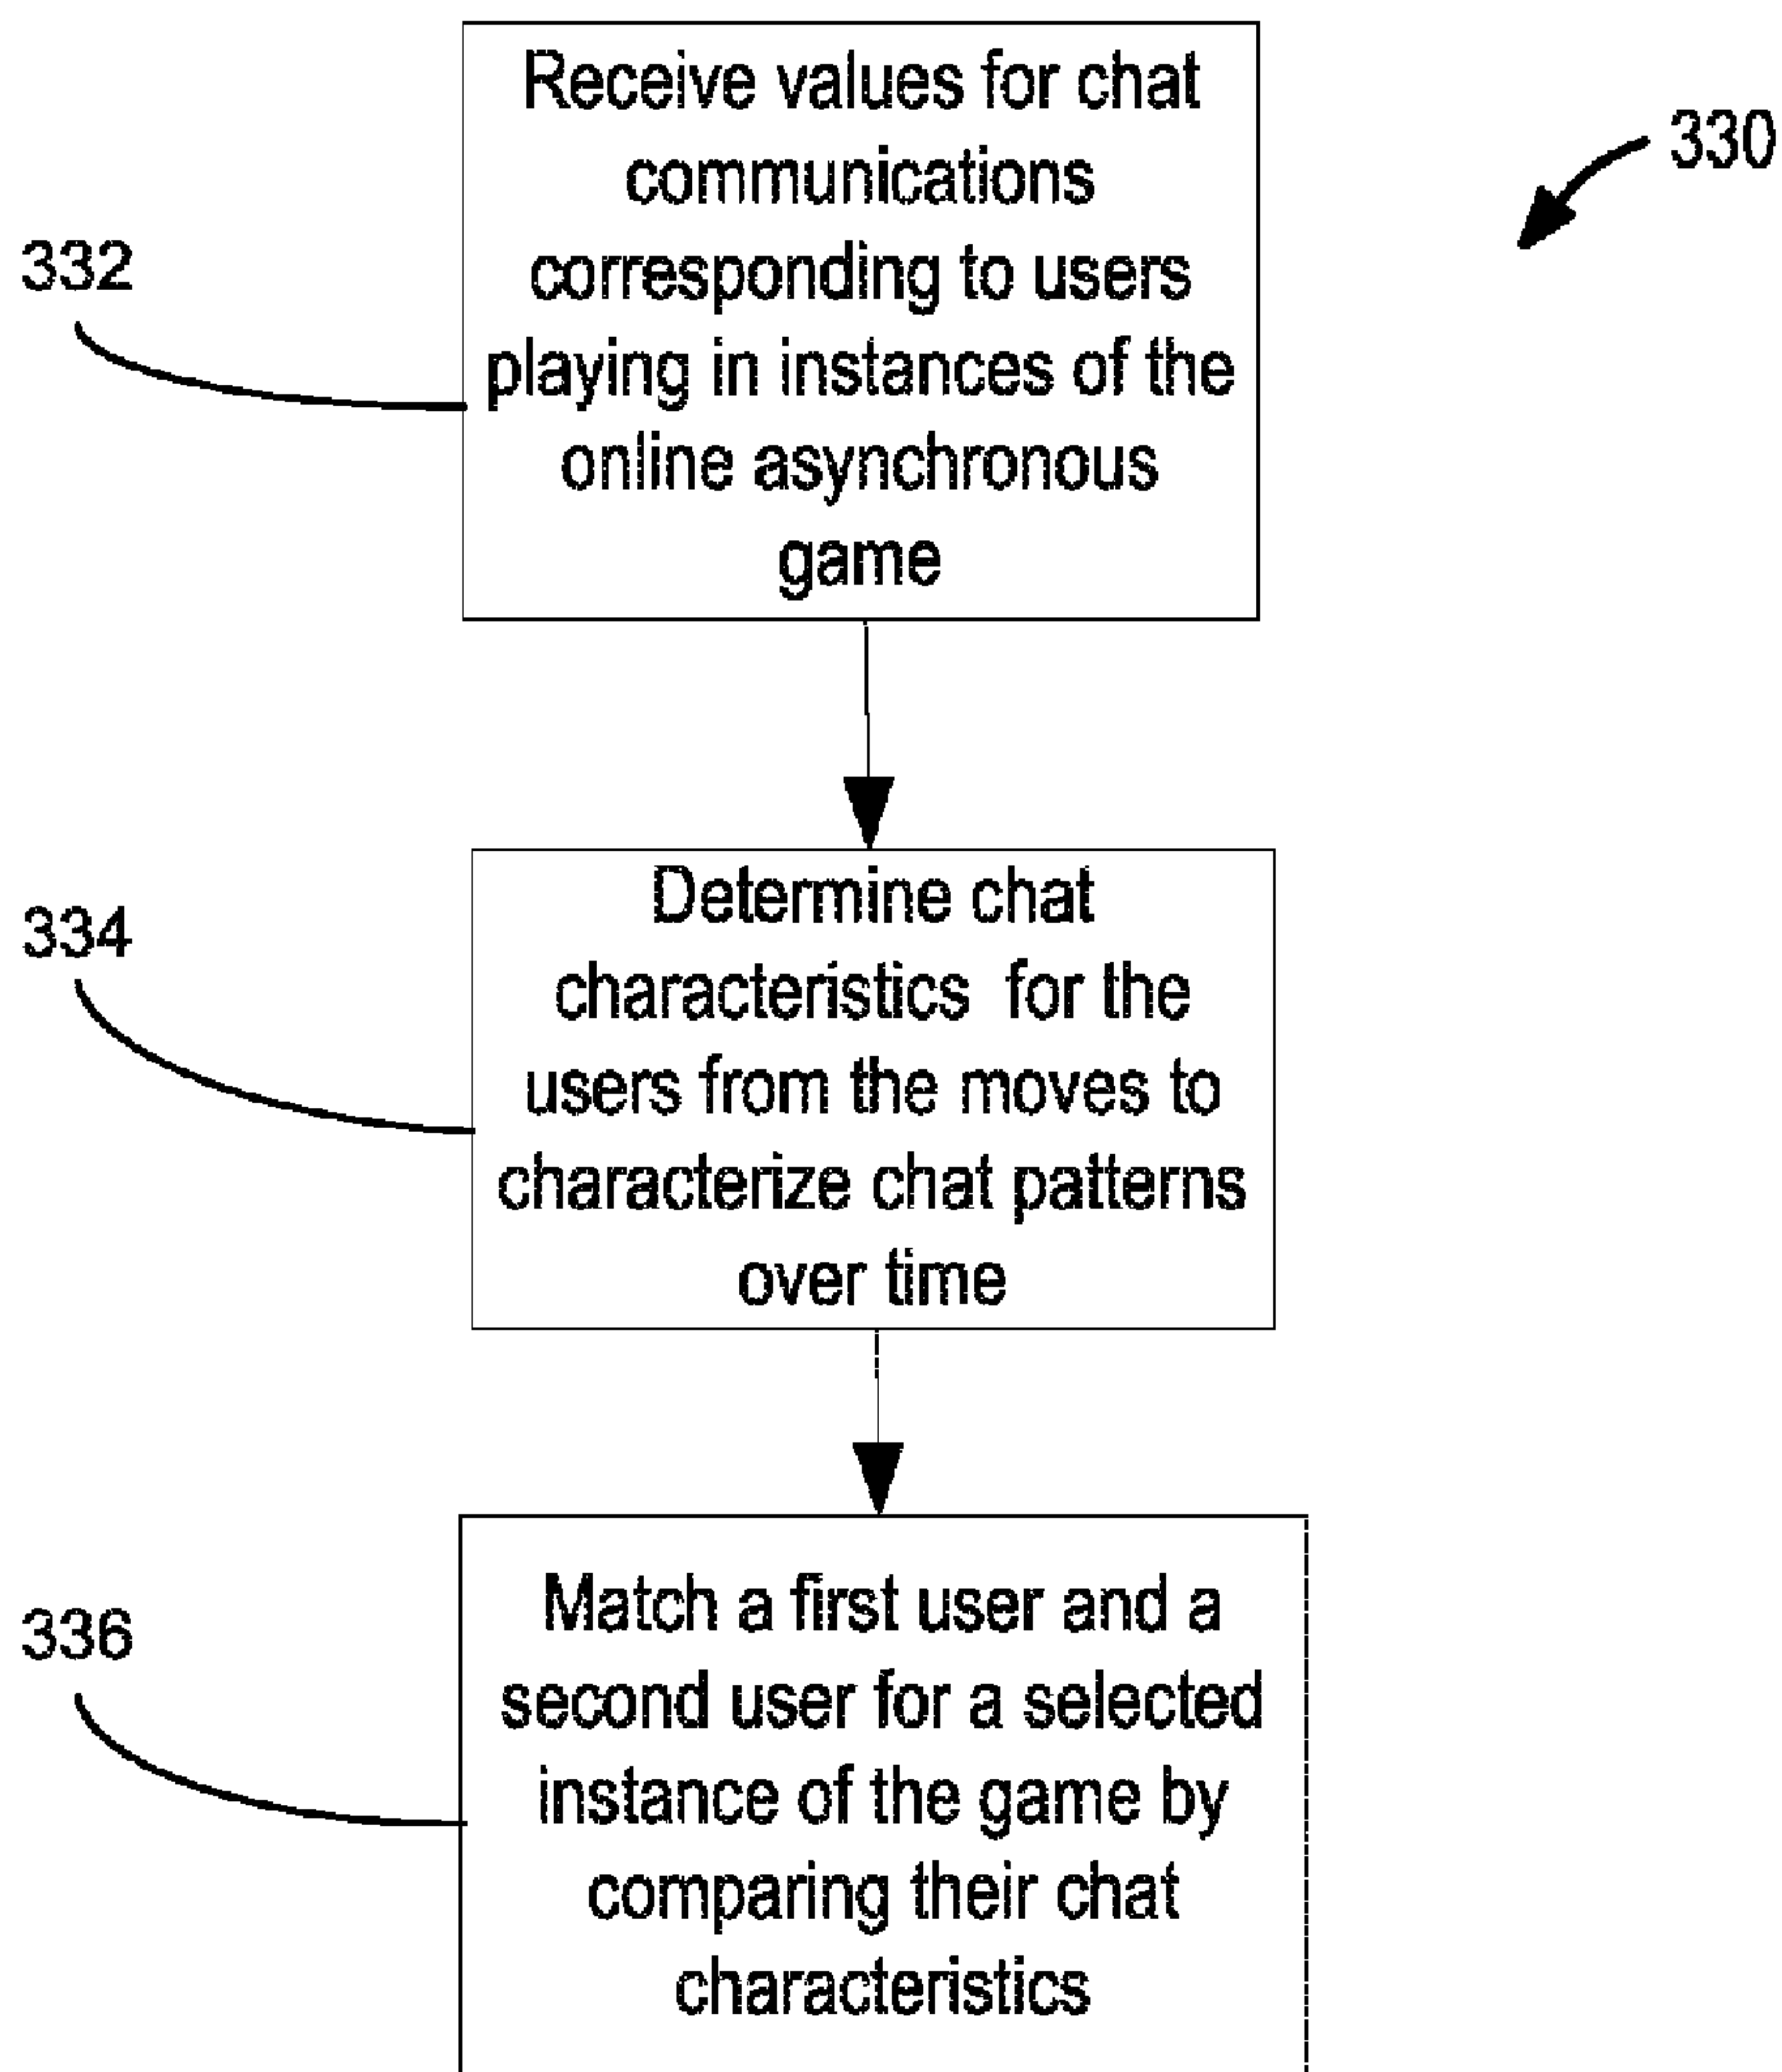 Receive values for chat
communications
corresponding to users
playing in instances of the
online asynchronous
game
330
332
Determine chat
characteristics for the
users from the moves to
characterize chat patterns
over time
334
Match a first user and a
second user for a selected
instance of the game by
comparing their chat
characteristics
336